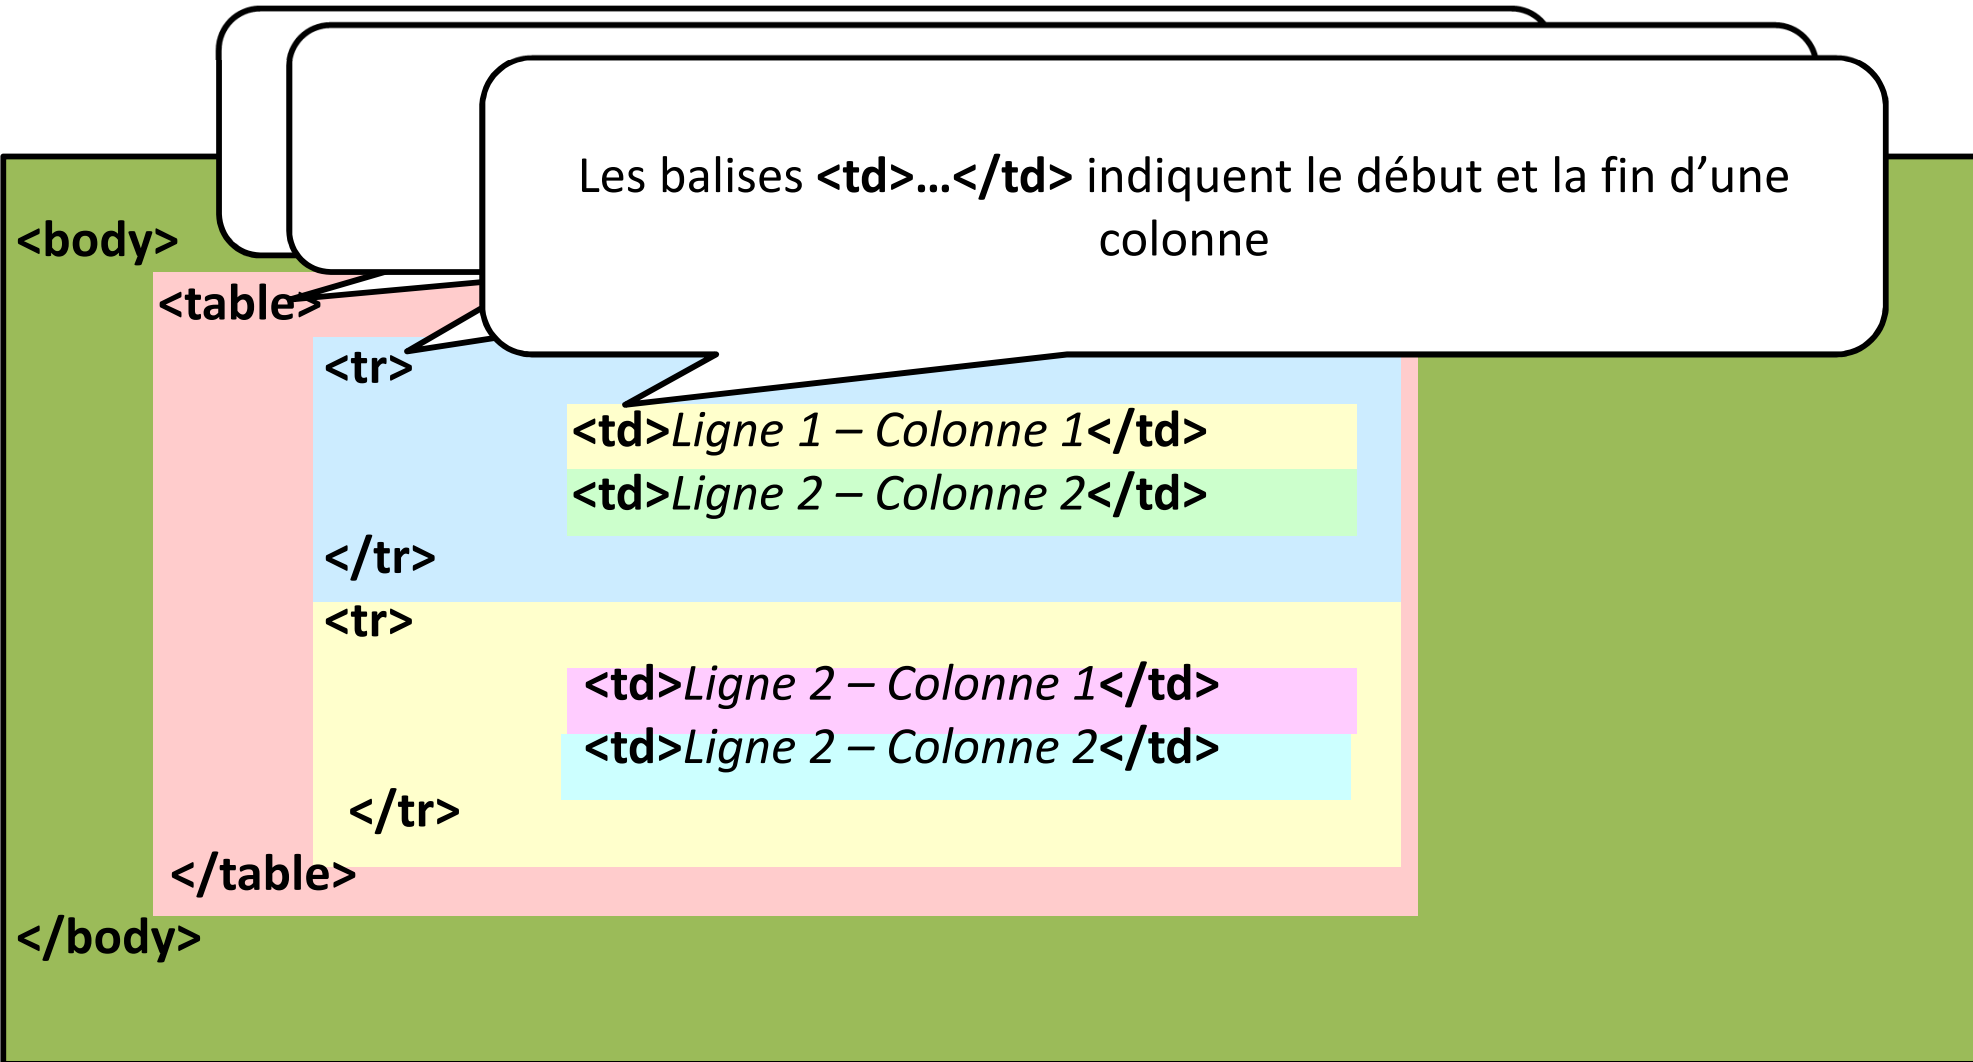 Les balises <td>…</td> indiquent le début et la fin d’une
colonne
<body>
<table>
<tr>
<td>Ligne 1 – Colonne 1</td>
<td>Ligne 2 – Colonne 2</td>
</tr>
<tr>
<td>Ligne 2 – Colonne 1</td>
<td>Ligne 2 – Colonne 2</td>
</tr>
</table>
</body>